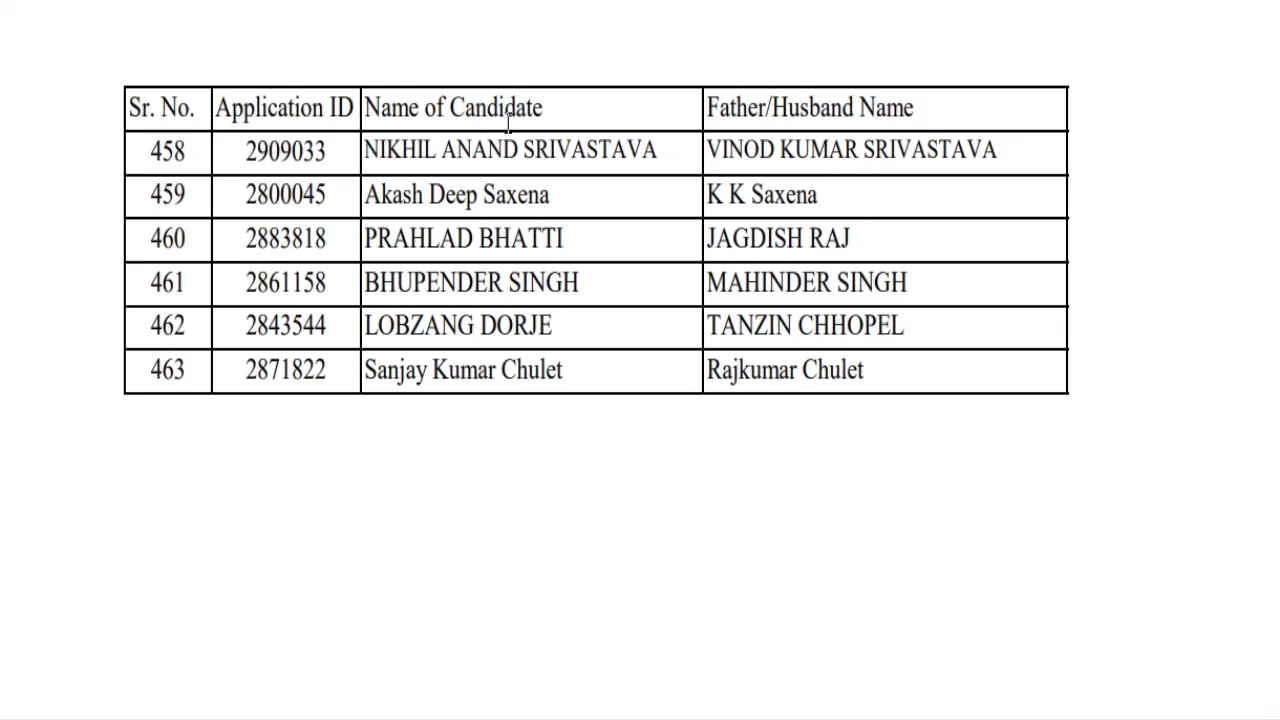 Sr. No. Application ID Name of Candidate Father/Husband Name
458 2909033 NIKHIL ANAND SRIVASTAVA VINOD KUMAR SRIVASTAVA
459 2800045 Akash Deep Saxena K K Saxena
460 2883818 PRAHLAD BHATTI JAGDISH RAJ
461 2861158 BHUPENDER SINGH MAHINDER SINGH
462 2843544 LOBZANG DORJE TANZIN CHHOPEL
463 2871822 Sanjay Kumar Chulet Rajkumar Chulet